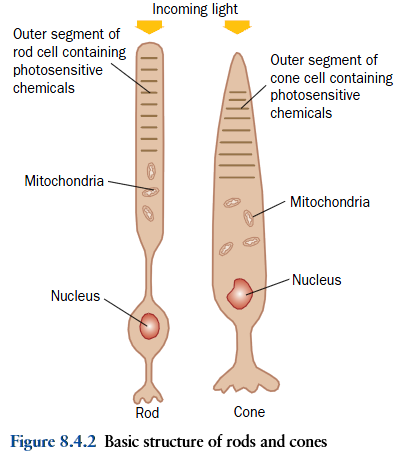 Incoming light
Outer segment of
rod cell containing
photosensitive
chemicals
Outer segment of
cone cell containing
photosensitive
chemicals
Mitochondria
Mitochondria
Nucleus
Nucleus
Rod
Cone
Figure 8.4.2 Basic structure of rods and cones